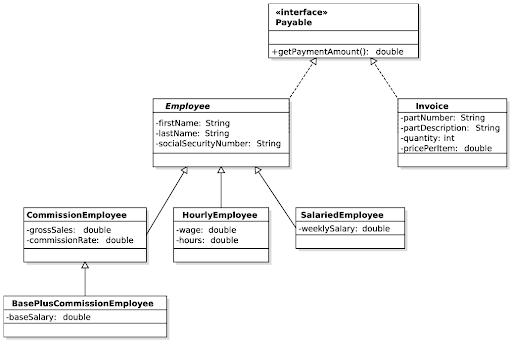 «interface»
Payable
+getPaymentAmount(): double
Employee
-firstName: String
-lastName: String
-socialSecurityNumber: String
Invoice
-partNumber: String
-partDescription: String
-quantity: int
-pricePerItem: double
CommissionEmployee
-grossSales: double
-commissionRate: double
HourlyEmployee
-wage: double
-hours: double
SalariedEmployee
-weeklySalary: double
BasePlusCommissionEmployee
-baseSalary: double